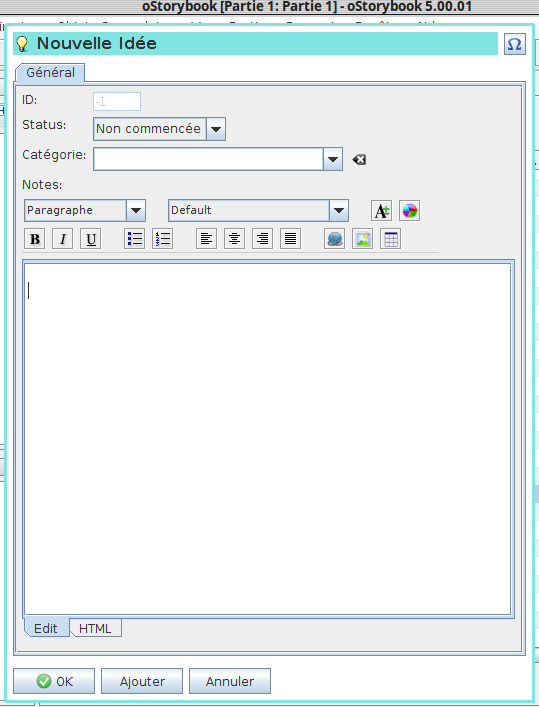 oStorybook [Partie 1: Partie 1] - oStorybook 5.00.01
Nouvelle Idée
Général
ID: -1
Status: Non commencée
Catégorie:
Notes:
Paragraphe Default
B I U
Edit HTML
OK Ajouter Annuler